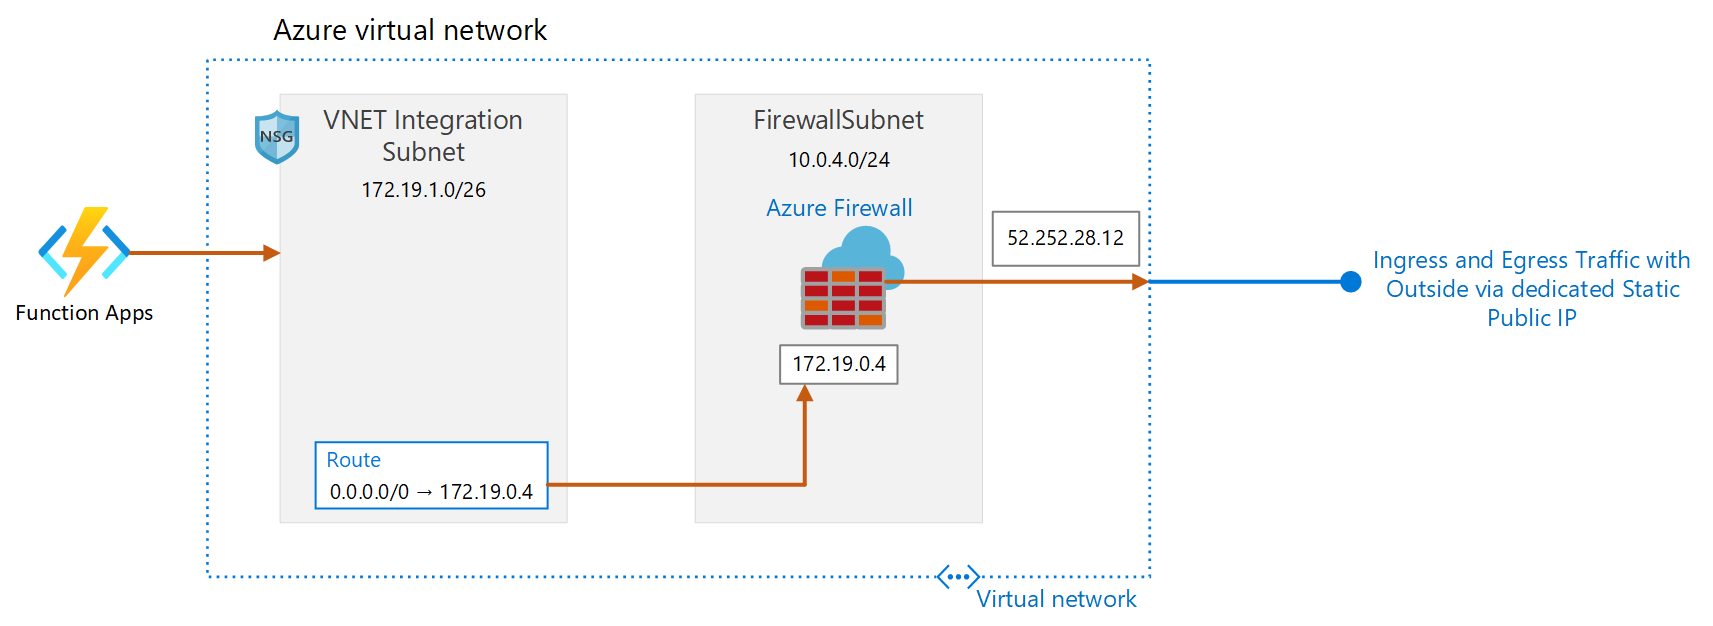 Azure virtual network
NSG
VNET Integration
Subnet
172.19.1.0/26
FirewallSubnet
10.0.4.0/24
Azure Firewall
52.252.28.12
Ingress and Egress Traffic with
Outside via dedicated Static
Public IP
Function Apps
172.19.0.4
Route
0.0.0.0/0 → 172.19.0.4
Virtual network